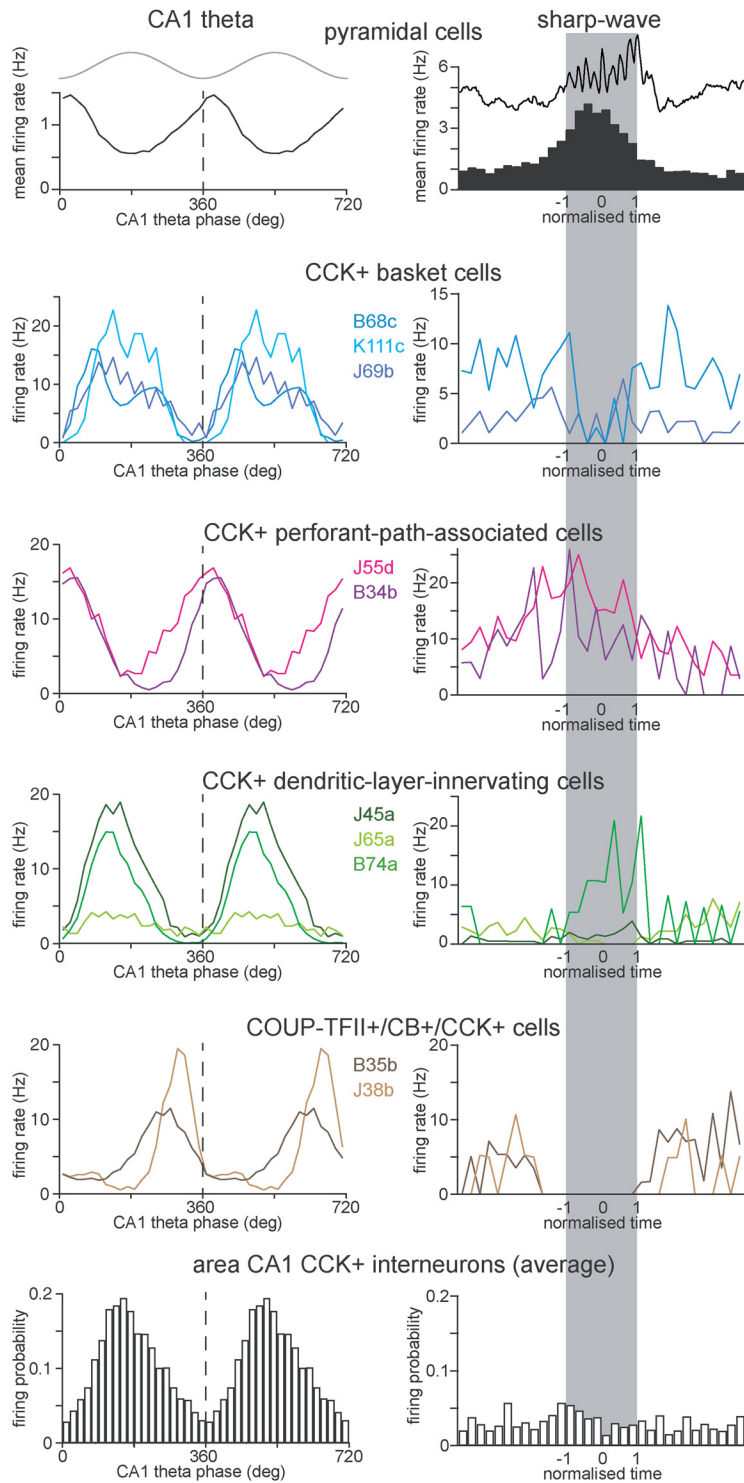 CA1 theta
pyramidal cells
sharp-wave
mean firing rate (Hz)
1
0
0
360
720
CA1 theta phase (deg)
mean firing rate (Hz)
6
3
0
-1
0
1
normalised time
CCK+ basket cells
firing rate (Hz)
20
15
10
5
0
0
360
720
CA1 theta phase (deg)
B68c
K111c
J69b
firing rate (Hz)
15
10
5
0
-1
0
1
normalised time
CCK+ perforant-path-associated cells
firing rate (Hz)
20
10
0
0
360
720
CA1 theta phase (deg)
J55d
B34b
firing rate (Hz)
20
10
0
-1
0
1
normalised time
CCK+ dendritic-layer-innervating cells
firing rate (Hz)
20
10
0
0
360
720
CA1 theta phase (deg)
J45a
J65a
B74a
firing rate (Hz)
20
10
0
-1
0
1
normalised time
COUP-TFII+/CB+/CCK+ cells
firing rate (Hz)
20
10
0
0
360
720
CA1 theta phase (deg)
B35b
J38b
firing rate (Hz)
20
10
0
-1
0
1
normalised time
area CA1 CCK+ interneurons (average)
firing probability
0.2
0.1
0
0
360
720
CA1 theta phase (deg)
firing probability
0.2
0.1
0
-1
0
1
normalised time